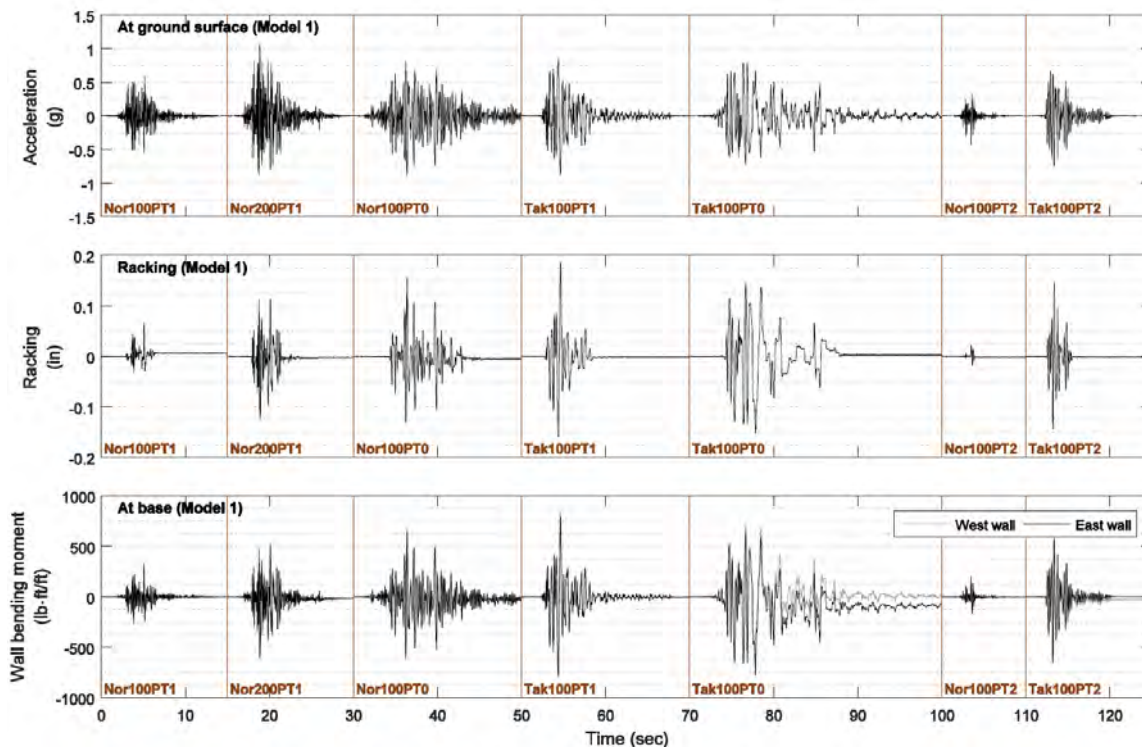 At ground surface (Model 1)
Acceleration
(g)
1.5
1
0.5
0
-0.5
-1
-1.5
Nor100PT1 Nor200PT1 Nor100PT0 Tak100PT1 Tak100PT0 Nor100PT2 Tak100PT2
Racking (Model 1)
Racking
(in)
0.2
0.1
0
-0.1
-0.2
Nor100PT1 Nor200PT1 Nor100PT0 Tak100PT1 Tak100PT0 Nor100PT2 Tak100PT2
At base (Model 1)
West wall East wall
Wall bending moment
(lb-ft/ft)
1000
500
0
-500
-1000
Nor100PT1 Nor200PT1 Nor100PT0 Tak100PT1 Tak100PT0 Nor100PT2 Tak100PT2
0 10 20 30 40 50 60 70 80 90 100 110 120
Time (sec)